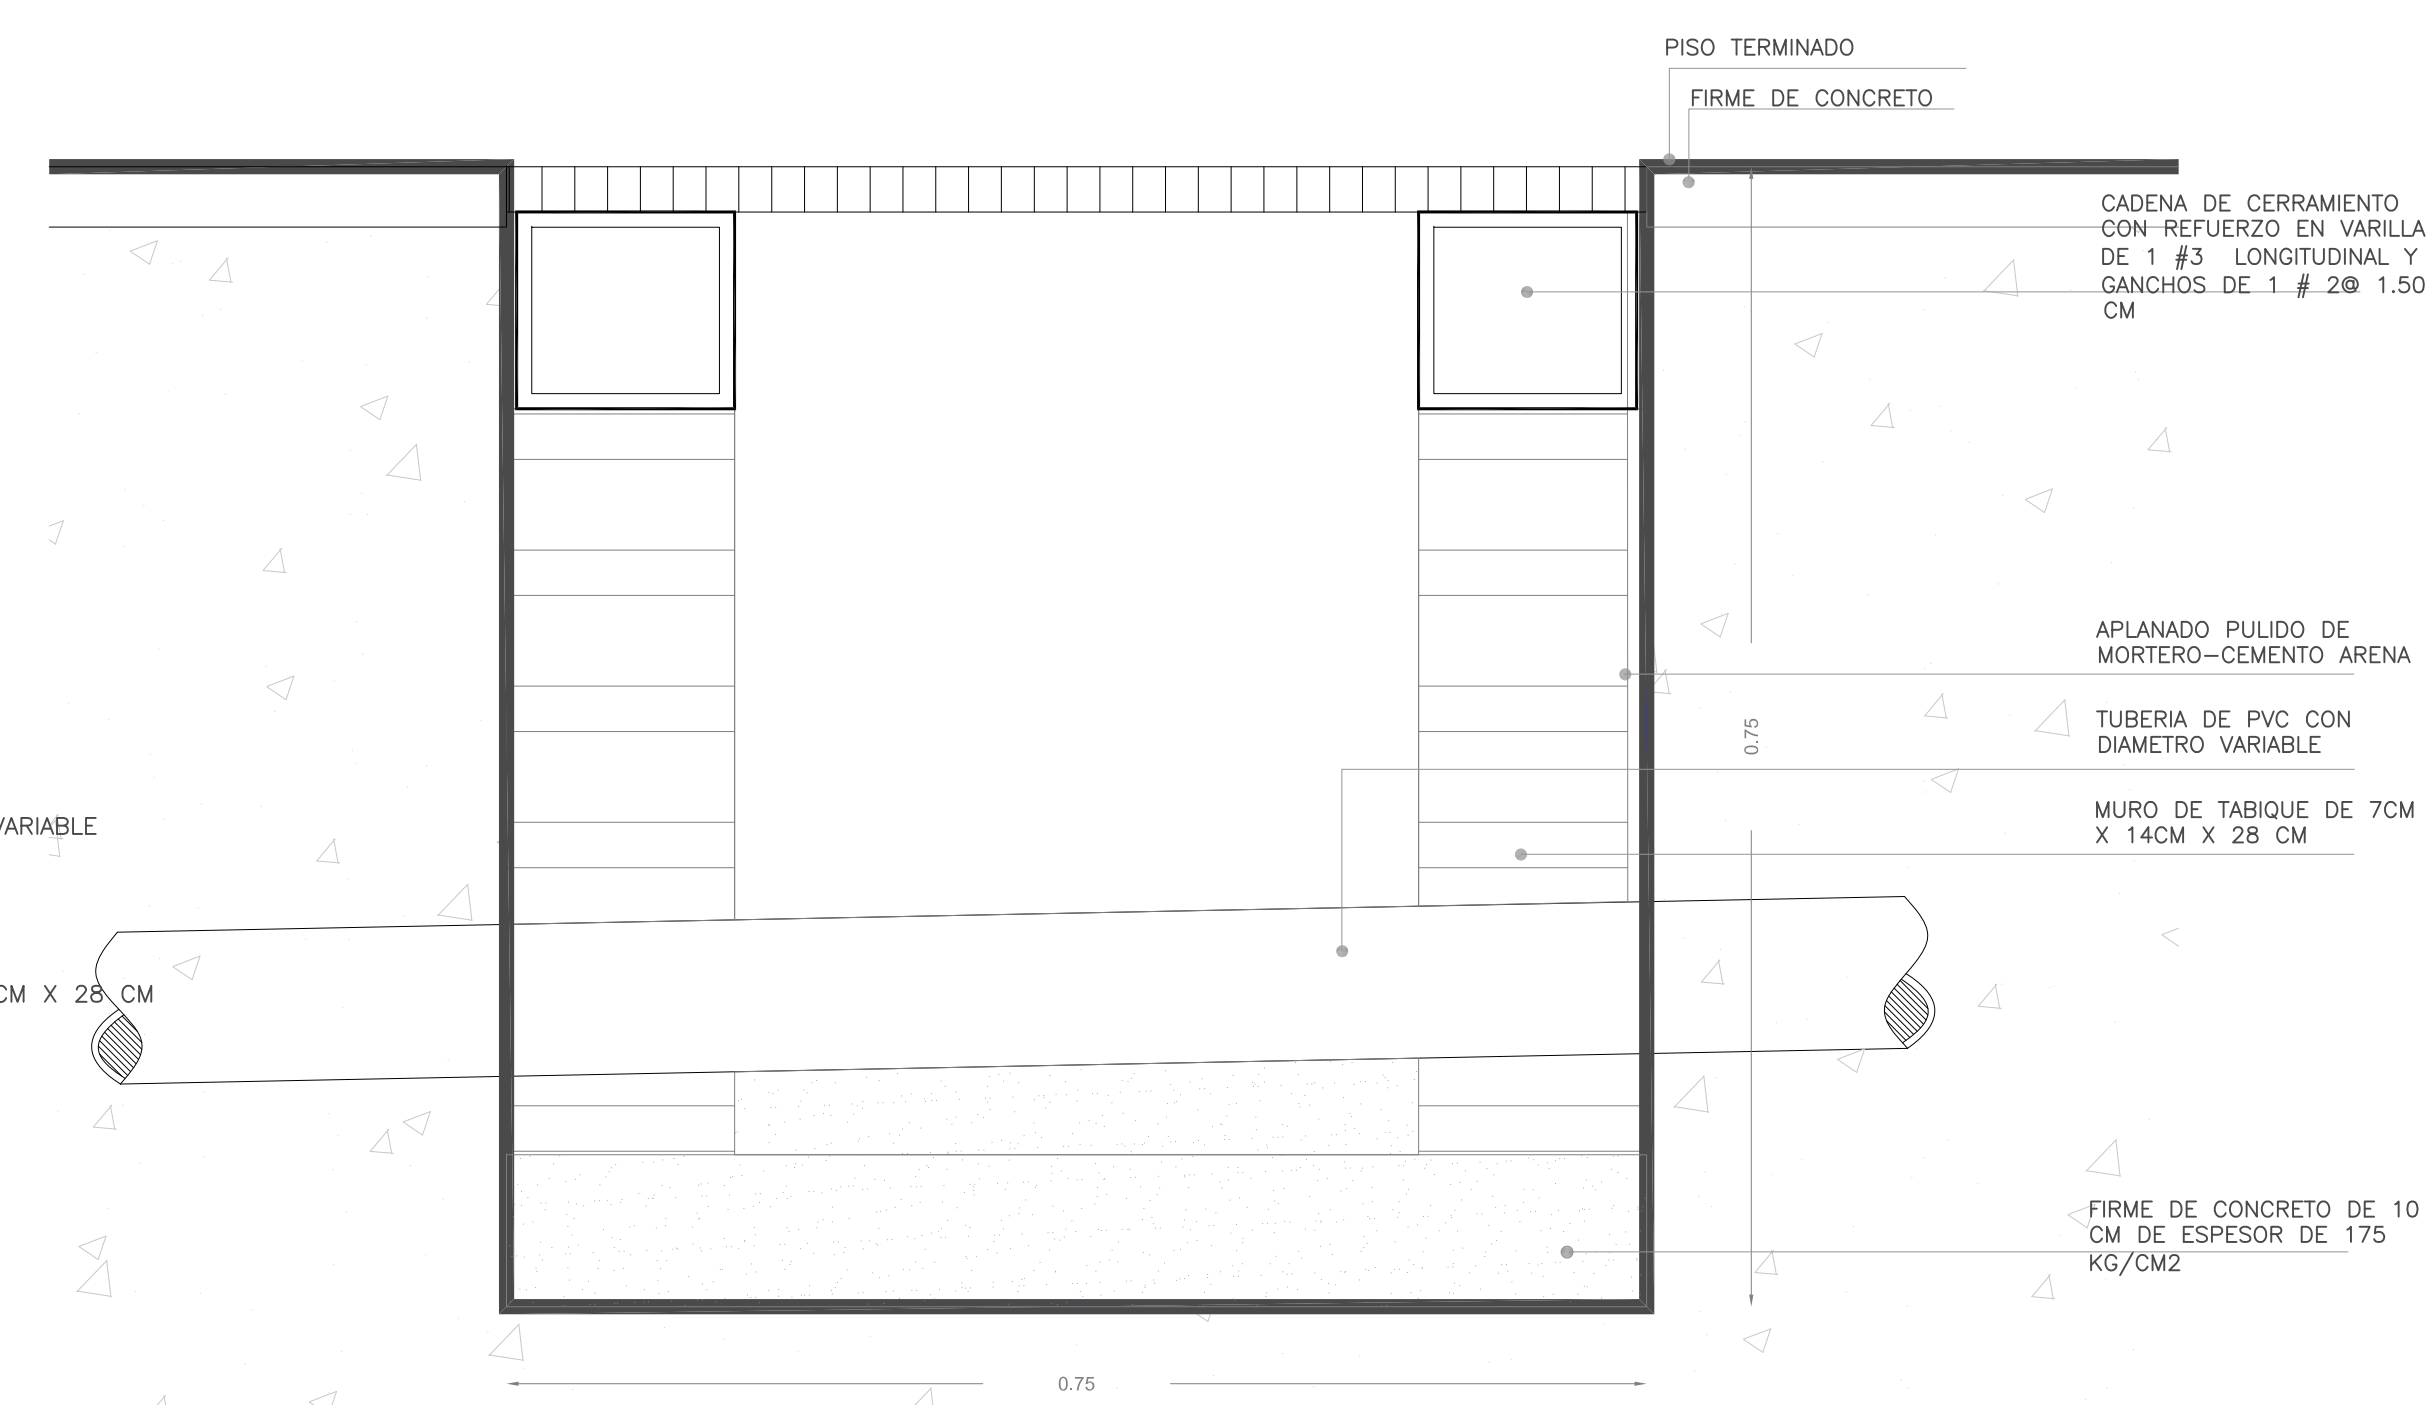 PISO TERMINADO
FIRME DE CONCRETO
CADENA DE CERRAMIENTO
CON REFUERZO EN VARILLA
DE 1 #3 LONGITUDINAL Y
GANCHOS DE 1 # 2@ 1.50
CM
APLANADO PULIDO DE
MORTERO-CEMENTO ARENA
0.75
TUBERIA DE PVC CON
DIAMETRO VARIABLE
MURO DE TABIQUE DE 7CM
X 14CM X 28 CM
VARIABLE
CM X 28 CM
FIRME DE CONCRETO DE 10
CM DE ESPESOR DE 175
KG/CM2
0.75